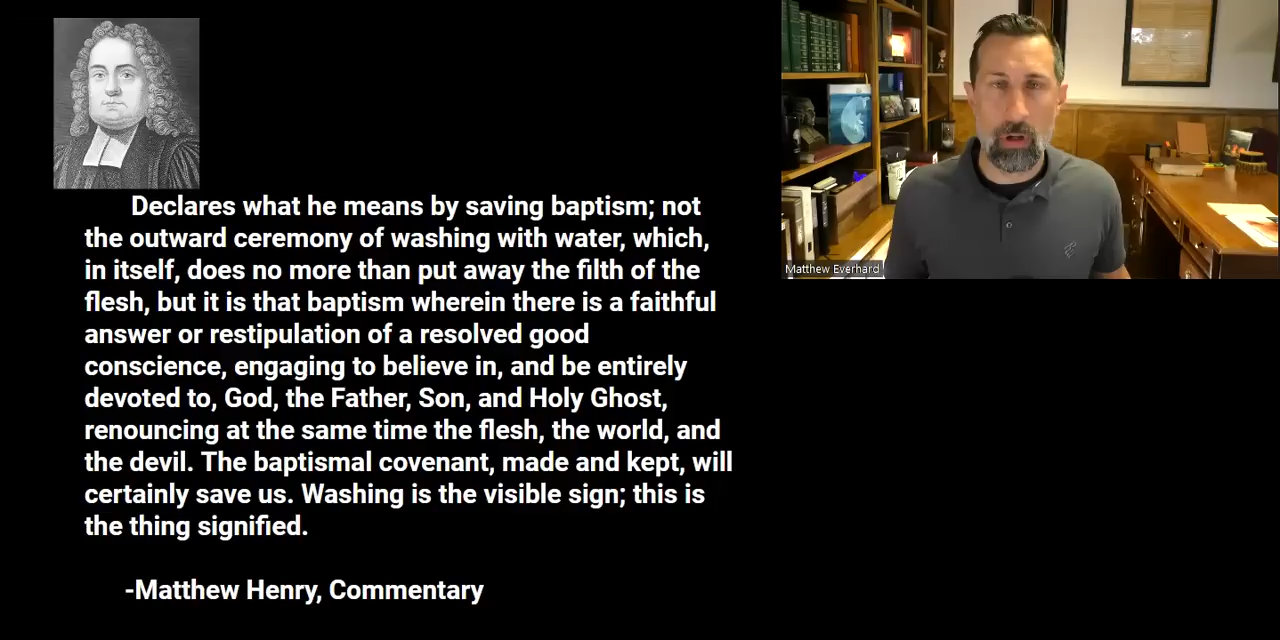 Declares what he means by saving baptism; not
the outward ceremony of washing with water, which,
in itself, does no more than put away the filth of the
flesh, but it is that baptism wherein there is a faithful
answer or restipulation of a resolved good
conscience, engaging to believe in, and be entirely
devoted to, God, the Father, Son, and Holy Ghost,
renouncing at the same time the flesh, the world, and
the devil. The baptismal covenant, made and kept, will
certainly save us. Washing is the visible sign; this is
the thing signified.
-Matthew Henry, Commentary
Matthew Everhard